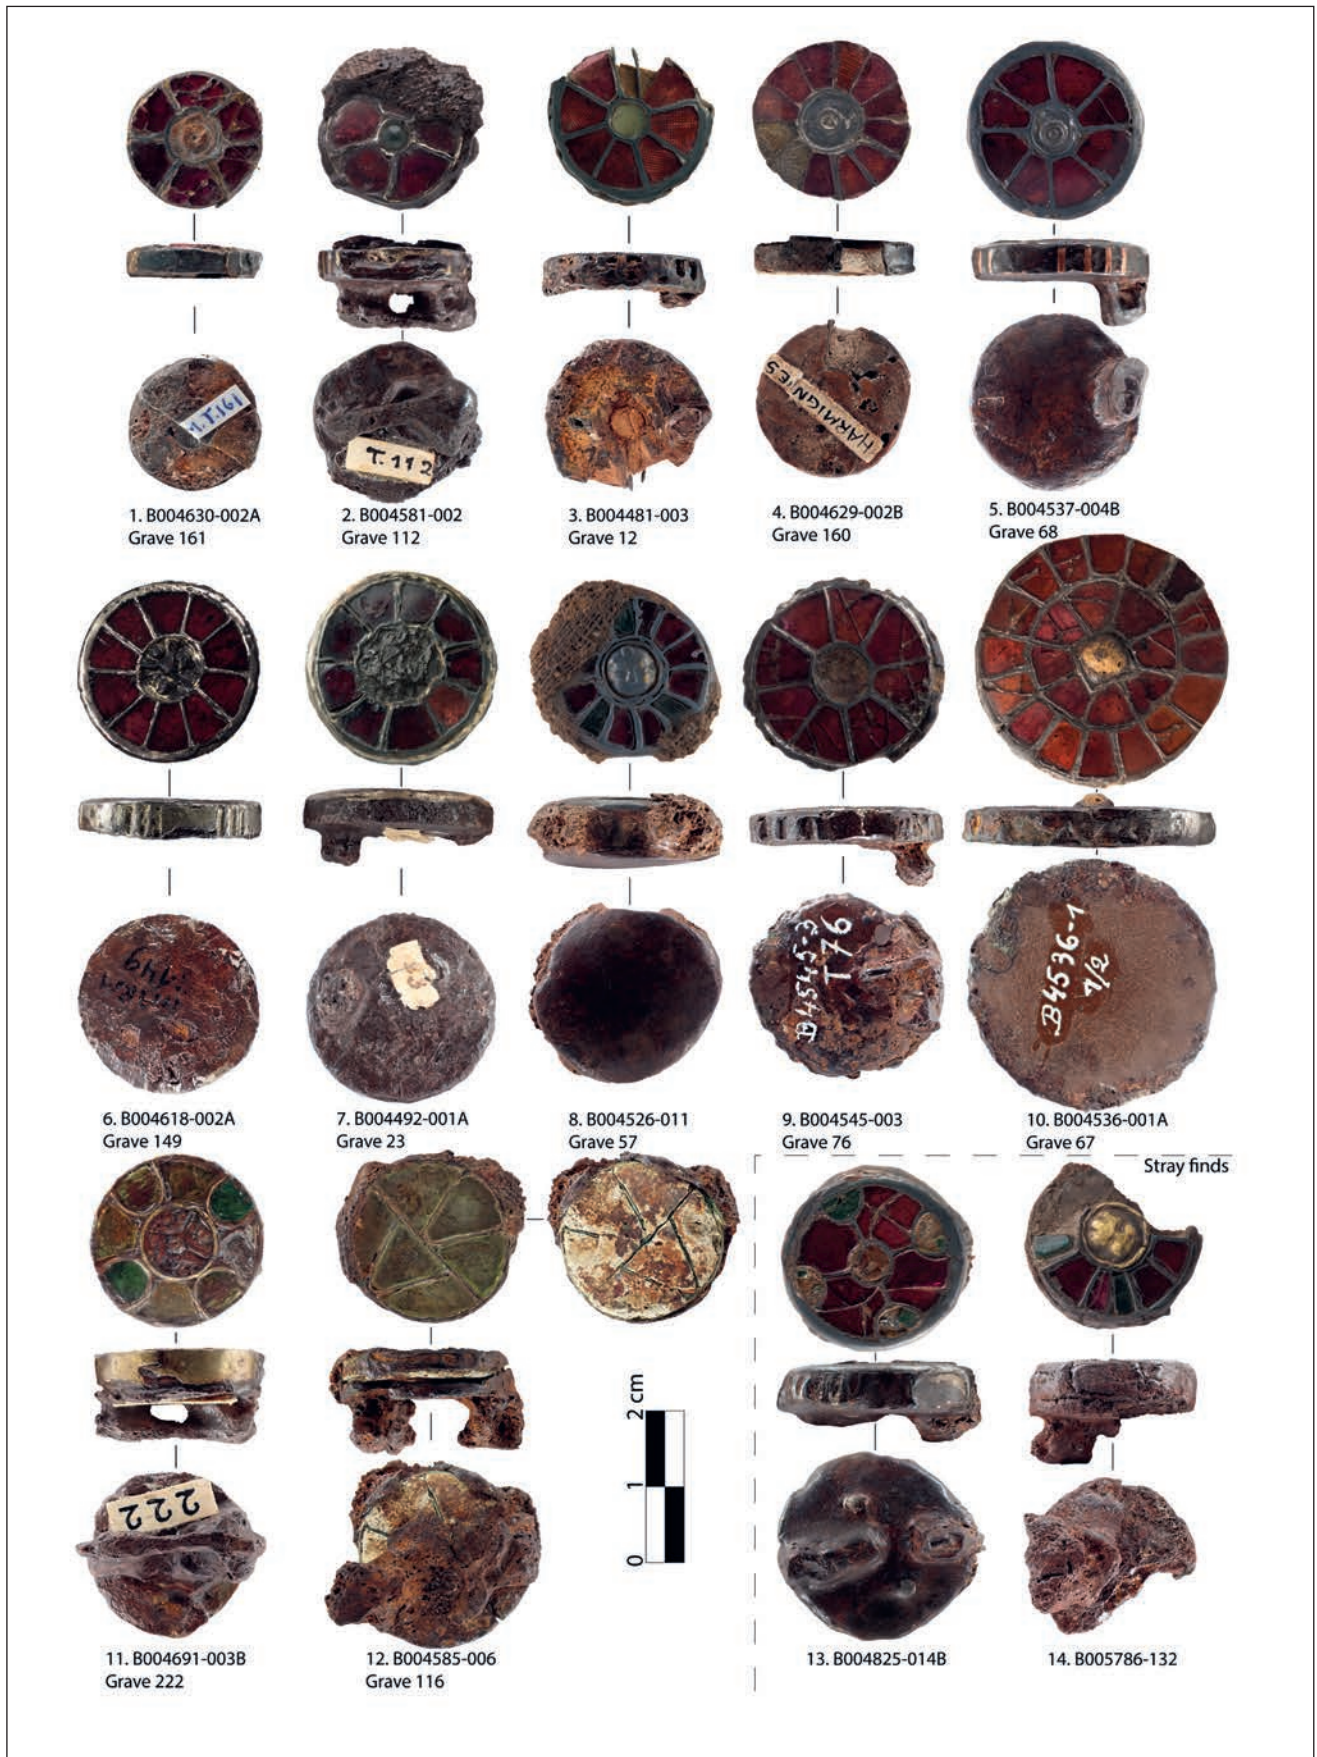 M.T.161
T.112
HARMIGNIES
1. B004630-002A
Grave 161
2. B004581-002
Grave 112
3. B004481-003
Grave 12
4. B004629-002B
Grave 160
5. B004537-004B
Grave 68
149
B4545-3
T76
B4536-1
1/2
6. B004618-002A
Grave 149
7. B004492-001A
Grave 23
8. B004526-011
Grave 57
9. B004545-003
Grave 76
10. B004536-001A
Grave 67
Stray finds
222
0 1 2 cm
11. B004691-003B
Grave 222
12. B004585-006
Grave 116
13. B004825-014B
14. B005786-132